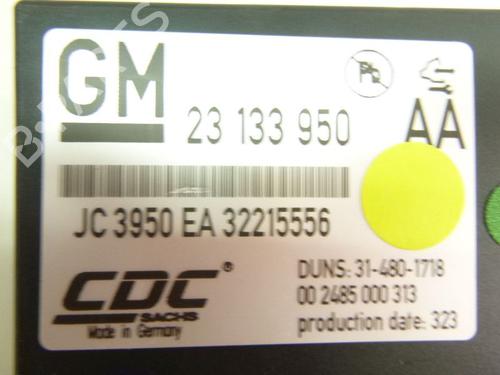 GM
Pb
23 133 950
AA
JC 3950 EA 32215556
CDC®
SACHS
Made in Germany
DUNS: 31-480-1718
00 2485 000 313
production date: 323